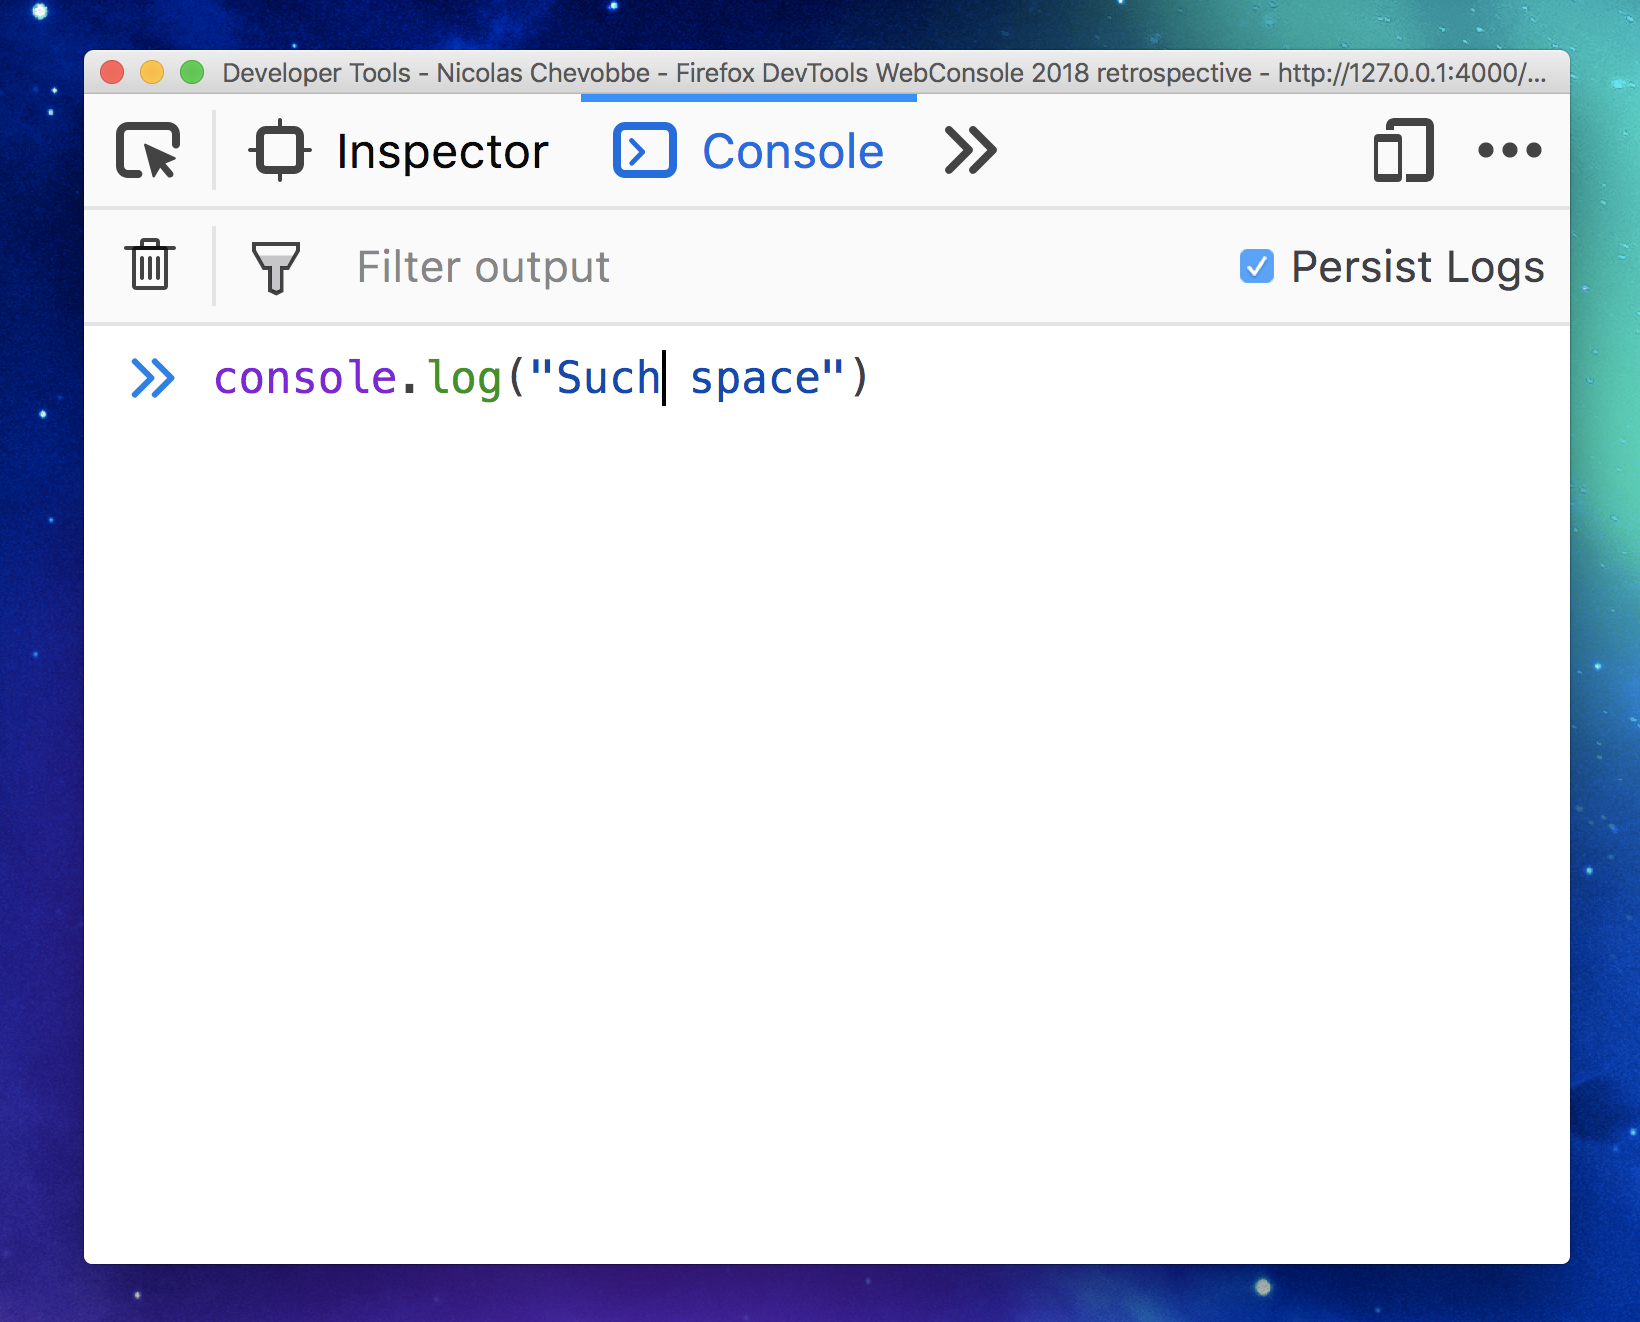 Developer Tools - Nicolas Chevobbe - Firefox DevTools WebConsole 2018 retrospective - http://127.0.0.1:4000/...
Inspector Console
Filter output Persist Logs
console.log("Such space")